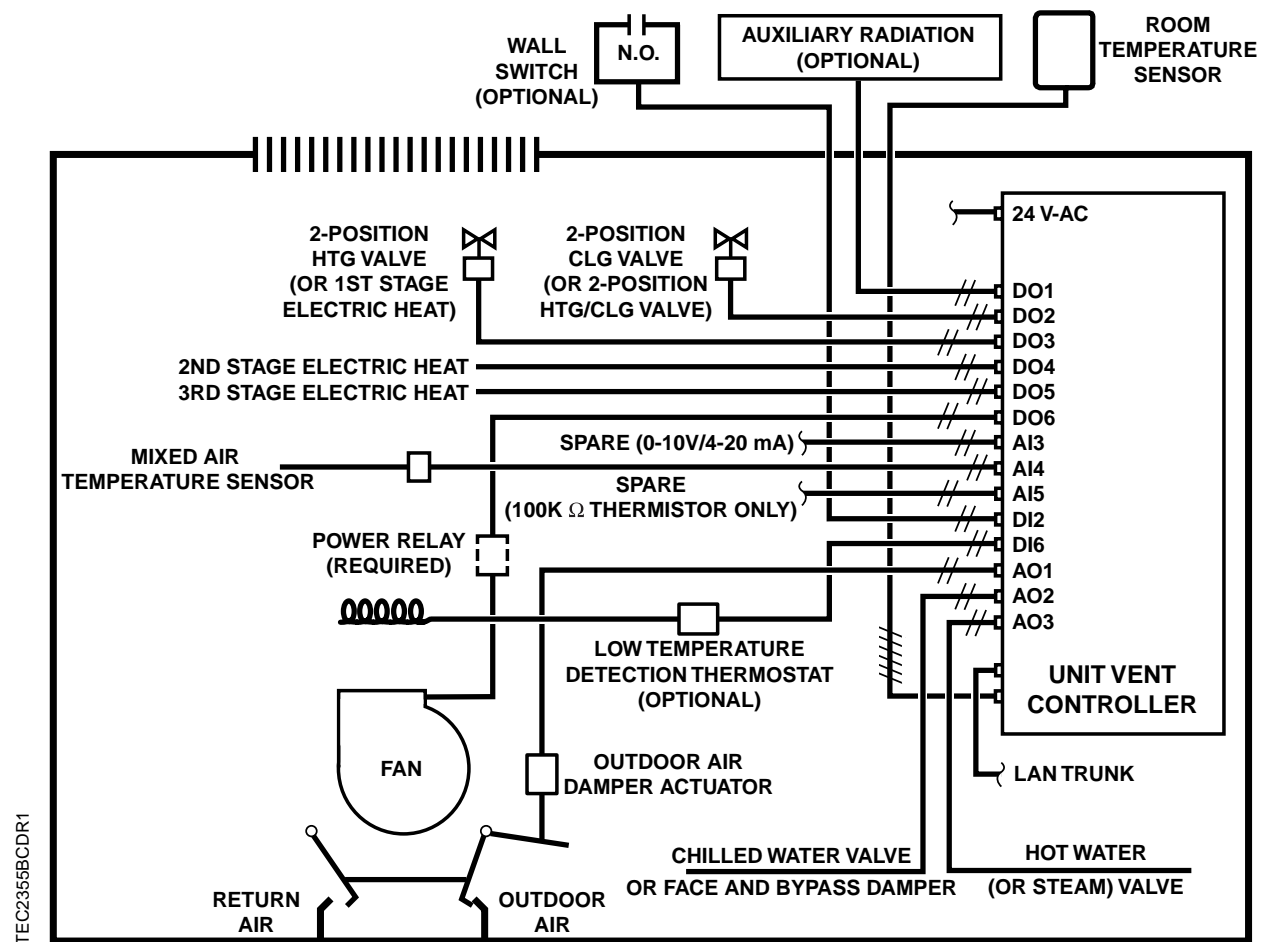 WALL
SWITCH
(OPTIONAL)
N.O.
AUXILIARY RADIATION
(OPTIONAL)
ROOM
TEMPERATURE
SENSOR
2-POSITION
HTG VALVE
(OR 1ST STAGE
ELECTRIC HEAT)
2-POSITION
CLG VALVE
(OR 2-POSITION
HTG/CLG VALVE)
2ND STAGE ELECTRIC HEAT
3RD STAGE ELECTRIC HEAT
SPARE (0-10V/4-20 mA)
MIXED AIR
TEMPERATURE SENSOR
SPARE
(100K Ω THERMISTOR ONLY)
POWER RELAY
(REQUIRED)
LOW TEMPERATURE
DETECTION THERMOSTAT
(OPTIONAL)
FAN
OUTDOOR AIR
DAMPER ACTUATOR
RETURN
AIR
OUTDOOR
AIR
24 V-AC
DO1
DO2
DO3
DO4
DO5
DO6
AI3
AI4
AI5
DI2
DI6
AO1
AO2
AO3
UNIT VENT
CONTROLLER
LAN TRUNK
CHILLED WATER VALVE
OR FACE AND BYPASS DAMPER
HOT WATER
(OR STEAM) VALVE
TEC2355BCDR1